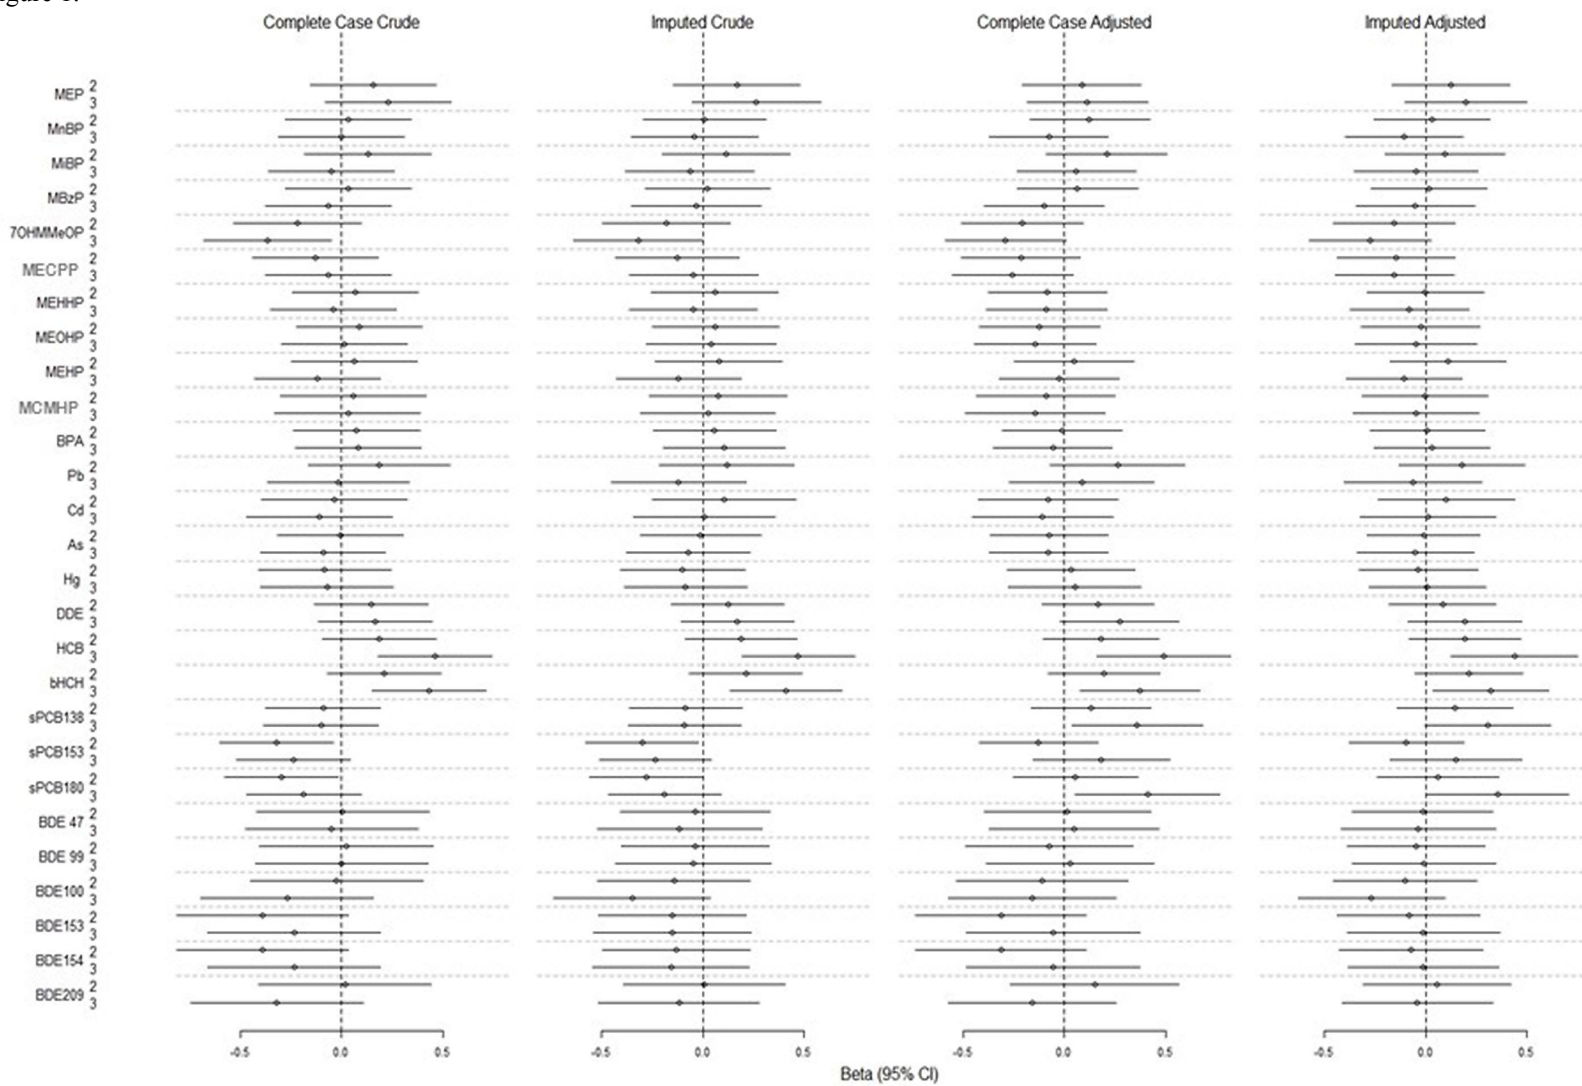 Complete Case Crude Imputed Crude Complete Case Adjusted Imputed Adjusted
MEP 2 3
MnBP 2 3
MiBP 2 3
MBzP 2 3
7OHMMeOP 2 3
MECPP 2 3
MEHHP 2 3
MEOHP 2 3
MEHP 2 3
MCMHP 2 3
BPA 2 3
Pb 2 3
Cd 2 3
As 2 3
Hg 2 3
DDE 2 3
HCB 2 3
bHCH 2 3
sPCB138 2 3
sPCB153 2 3
sPCB180 2 3
BDE 47 2 3
BDE 99 2 3
BDE100 2 3
BDE153 2 3
BDE154 2 3
BDE209 2 3
-0.5 0.0 0.5 -0.5 0.0 0.5 -0.5 0.0 0.5 -0.5 0.0 0.5
Beta (95% CI)